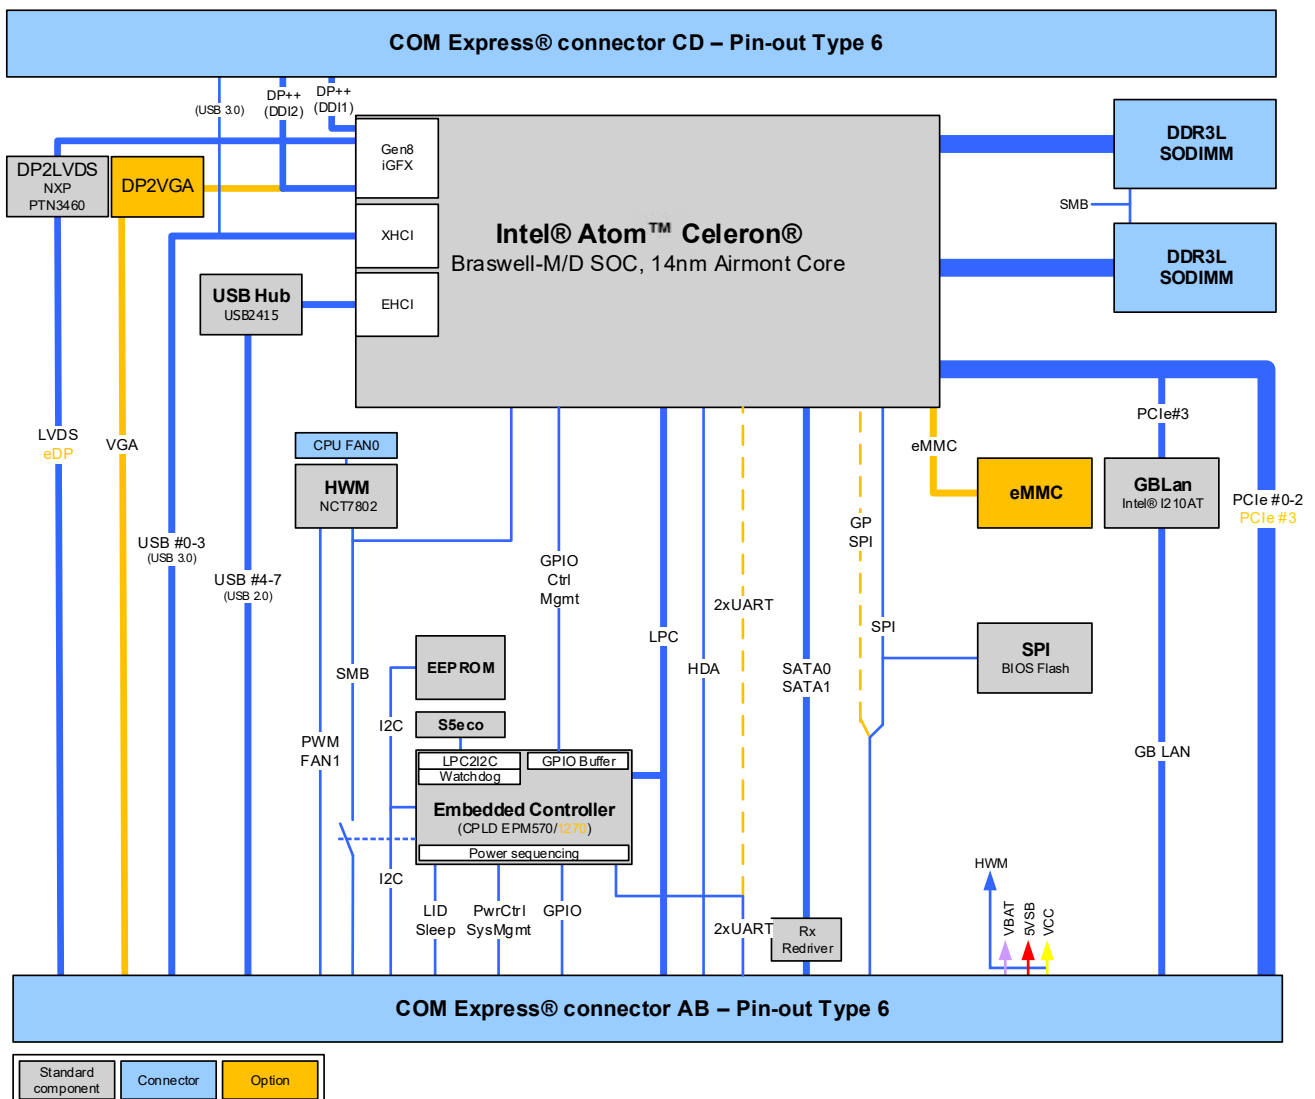 COM Express® connector CD – Pin-out Type 6
(USB 3.0)
DP++
(DDI2)
DP++
(DDI1)
DP2LVDS
NXP
PTN3460
DP2VGA
Gen8
iGFX
XHCI
EHCI
Intel® Atom™ Celeron®
Braswell-M/D SOC, 14nm Airmont Core
DDR3L
SODIMM
SMB
DDR3L
SODIMM
USB Hub
USB2415
LVDS
eDP
VGA
CPU FAN0
HWM
NCT7802
USB #0-3
(USB 3.0)
USB #4-7
(USB 2.0)
GPIO
Ctrl
Mgmt
2xUART
LPC
HDA
SATA0
SATA1
GP
SPI
SPI
eMMC
eMMC
PCIe#3
GBLan
Intel® I210AT
PCIe #0-2
PCIe #3
SPI
BIOS Flash
GB LAN
SMB
PWM
FAN1
I2C
EEPROM
S5eco
LPC2I2C
Watchdog
GPIO Buffer
Embedded Controller
(CPLD EPM570/1270)
Power sequencing
I2C
LID
Sleep
PwrCtrl
SysMgmt
GPIO
2xUART
Rx
Redriver
HWM
VBAT
5VSB
VCC
COM Express® connector AB – Pin-out Type 6
Standard
component
Connector
Option